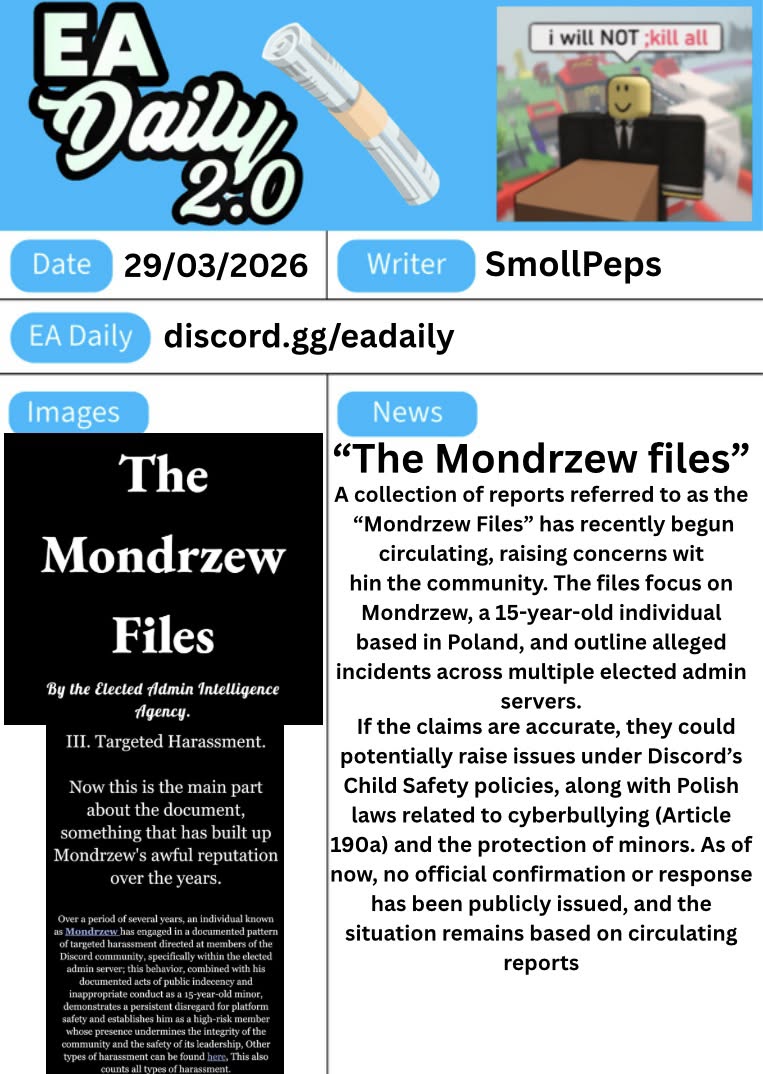 EA
Daily
2.0
i will NOT ;kill all
Date
29/03/2026
Writer
SmollPeps
EA Daily
discord.gg/eadaily
Images
The
Mondrzew
Files
By the Elected Admin Intelligence
Agency.
III. Targeted Harassment.
Now this is the main part
about the document,
something that has built up
Mondrzew's awful reputation
over the years.
Over a period of several years, an individual known
as Mondrzew has engaged in a documented pattern
of targeted harassment directed at members of the
Discord community, specifically within the elected
admin server; this behavior, combined with his
documented acts of public indecency and
inappropriate conduct as a 15-year-old minor,
demonstrates a persistent disregard for platform
safety and establishes him as a high-risk member
whose presence undermines the integrity of the
community and the safety of its leadership, Other
types of harassment can be found here, This also
counts all types of harassment.
News
“The Mondrzew files”
A collection of reports referred to as the
“Mondrzew Files” has recently begun
circulating, raising concerns wit
hin the community. The files focus on
Mondrzew, a 15-year-old individual
based in Poland, and outline alleged
incidents across multiple elected admin
servers.
If the claims are accurate, they could
potentially raise issues under Discord’s
Child Safety policies, along with Polish
laws related to cyberbullying (Article
190a) and the protection of minors. As of
now, no official confirmation or response
has been publicly issued, and the
situation remains based on circulating
reports